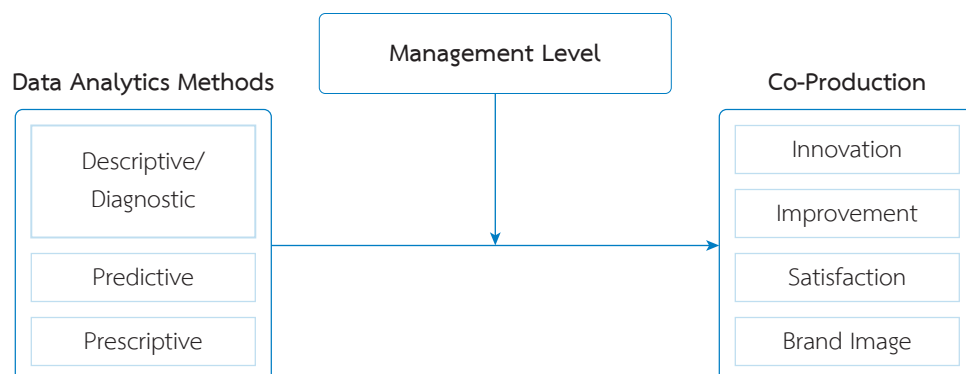 Management Level
Data Analytics Methods
Co-Production
Descriptive/
Diagnostic
Predictive
Prescriptive
Innovation
Improvement
Satisfaction
Brand Image